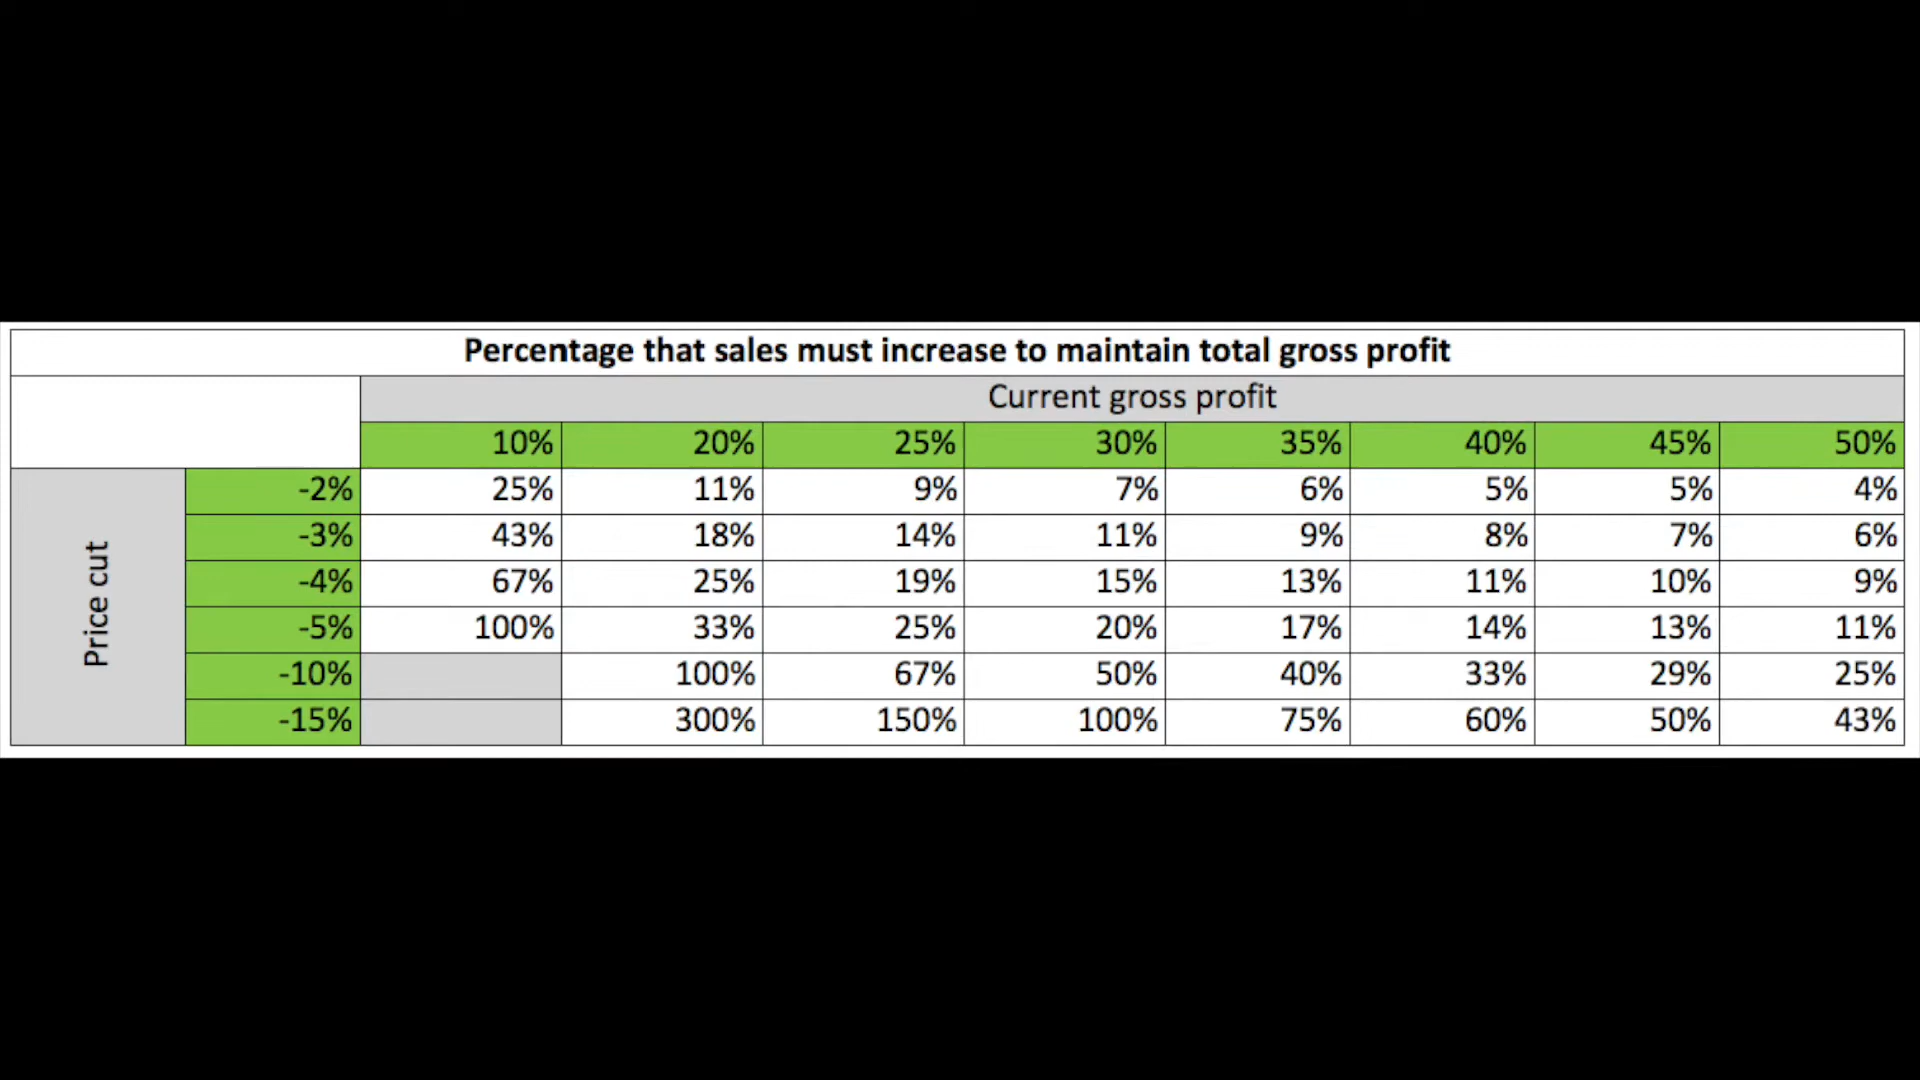 Percentage that sales must increase to maintain total gross profit
Current gross profit
10% 20% 25% 30% 35% 40% 45% 50%
Price cut
-2% 25% 11% 9% 7% 6% 5% 5% 4%
-3% 43% 18% 14% 11% 9% 8% 7% 6%
-4% 67% 25% 19% 15% 13% 11% 10% 9%
-5% 100% 33% 25% 20% 17% 14% 13% 11%
-10% 100% 67% 50% 40% 33% 29% 25%
-15% 300% 150% 100% 75% 60% 50% 43%